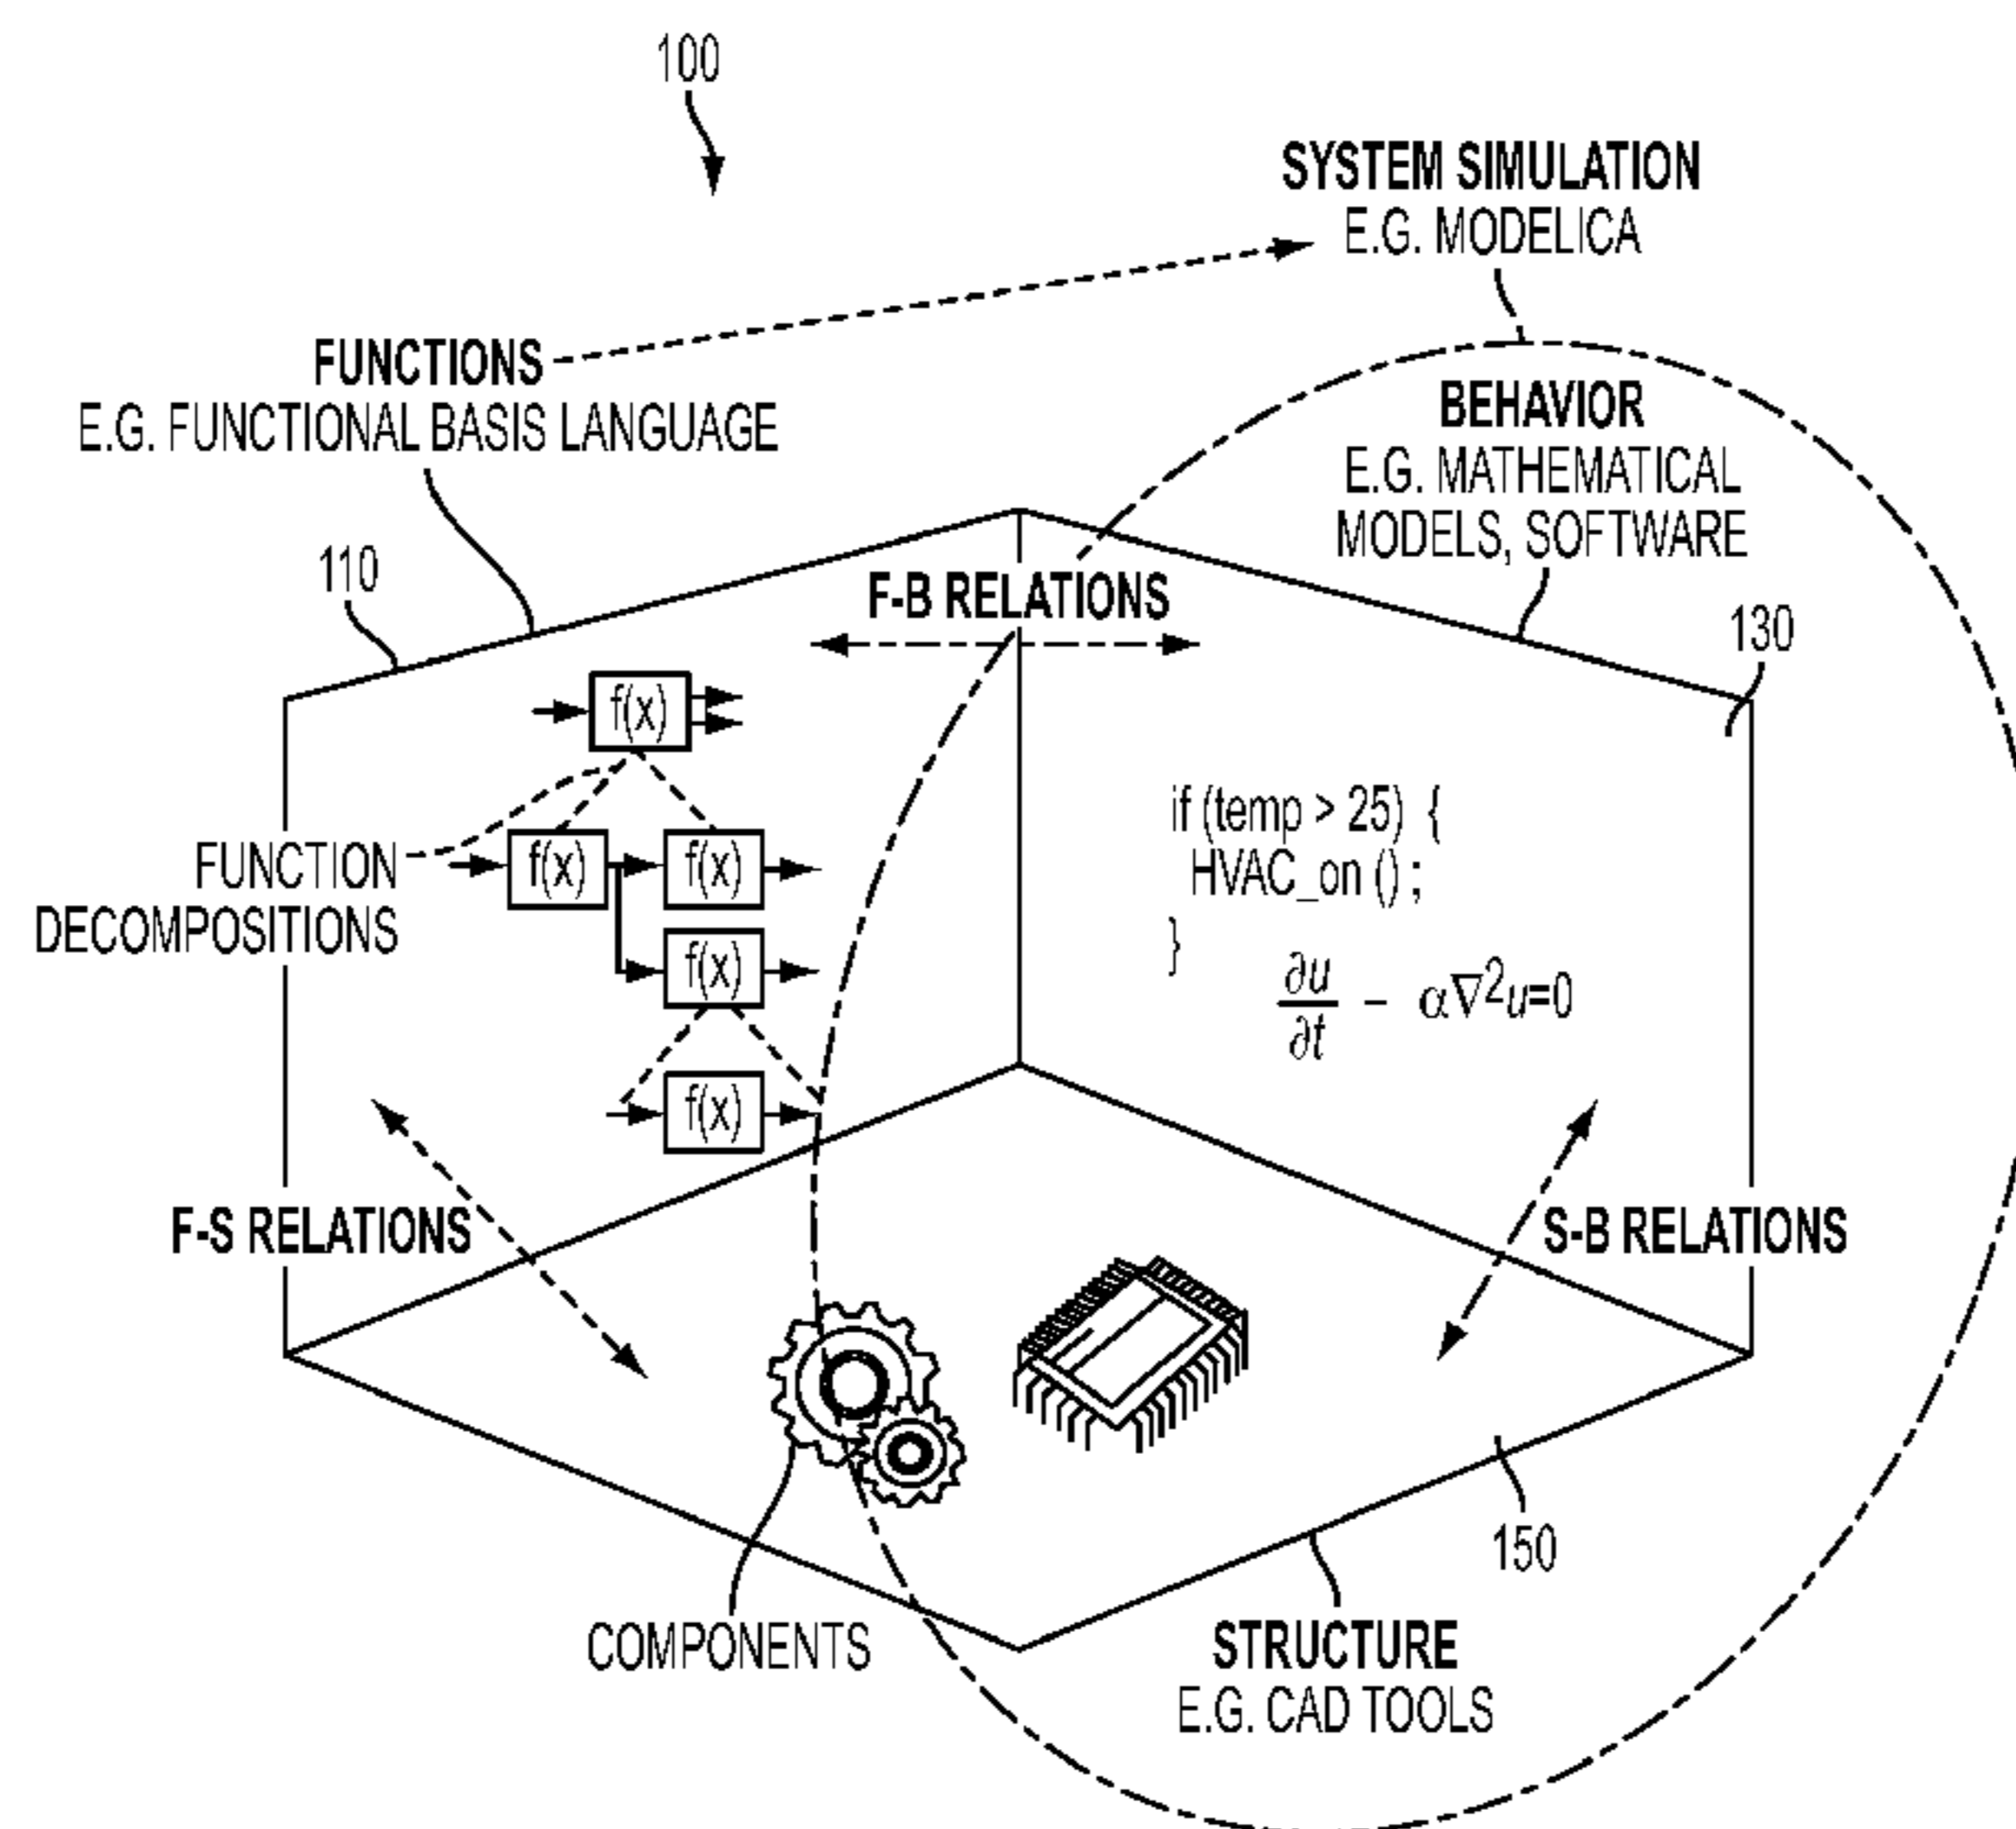 100
SYSTEM SIMULATION
E.G. MODELICA
FUNCTIONS
E.G. FUNCTIONAL BASIS LANGUAGE
BEHAVIOR
E.G. MATHEMATICAL
MODELS, SOFTWARE
110
F-B RELATIONS
130
f(x)
if (temp > 25) {
HVAC_on () ;
}
FUNCTION
DECOMPOSITIONS
f(x)
f(x)
f(x)
∂u/∂t - α∇²u=0
f(x)
F-S RELATIONS
S-B RELATIONS
150
COMPONENTS
STRUCTURE
E.G. CAD TOOLS